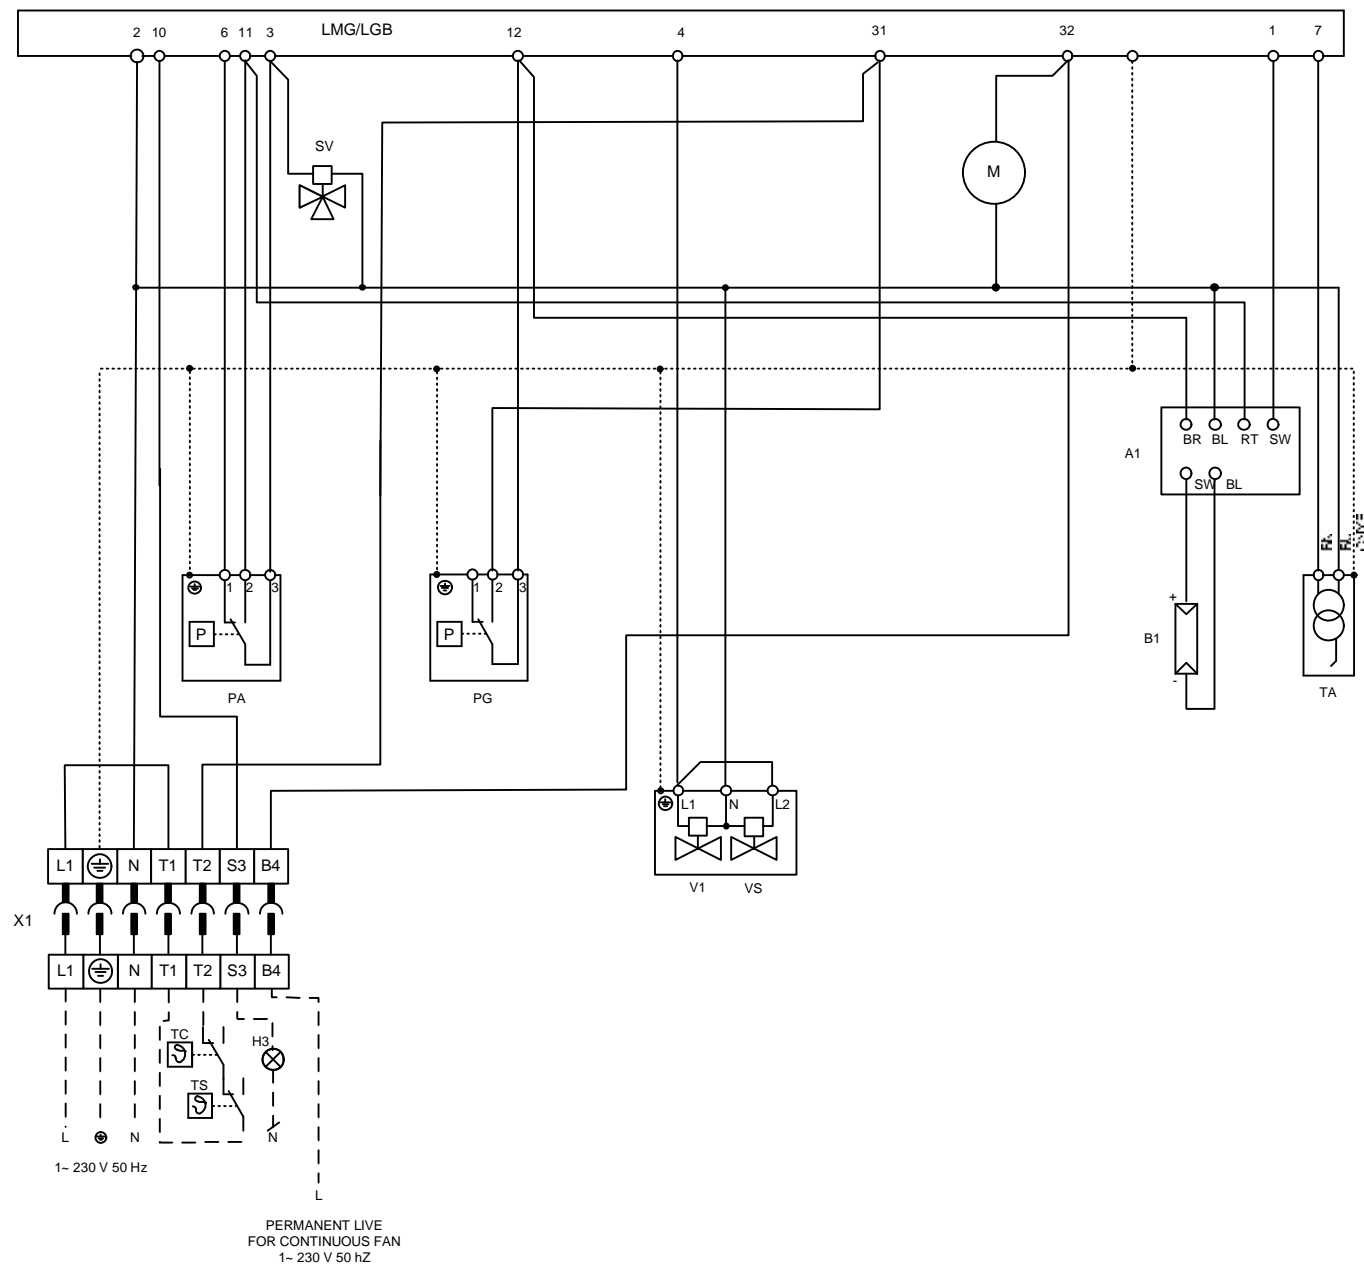 LMG/LGB
2 10 6 11 3 12 4 31 32 1 7
SV
M
BR BL RT SW
A1
SW BL
1 2 3
P
PA
1 2 3
P
PG
+
B1
-
TA
L1 N L2
V1 VS
L1 N T1 T2 S3 B4
X1
L1 N T1 T2 S3 B4
TC
H3
TS
L N N
1~ 230 V 50 Hz
L
PERMANENT LIVE
FOR CONTINUOUS FAN
1~ 230 V 50 hZ